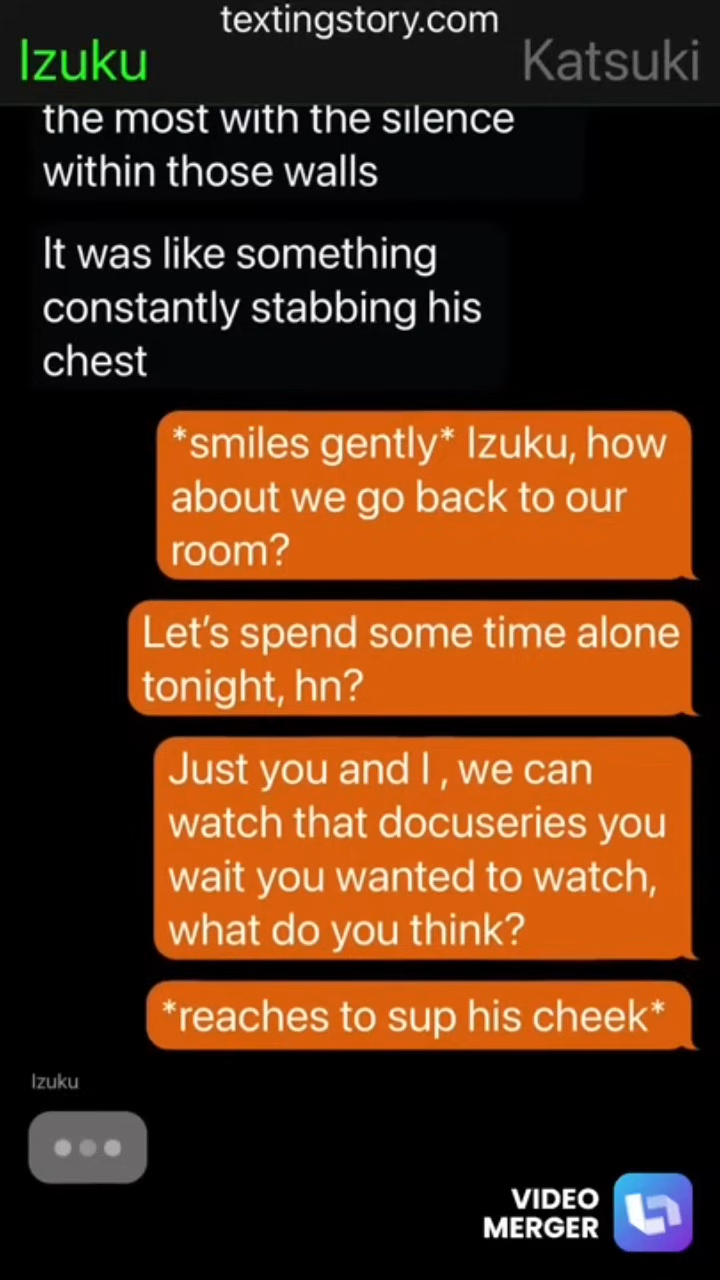 textingstory.com
Izuku
Katsuki
the most with the silence
within those walls
It was like something
constantly stabbing his
chest
*smiles gently* Izuku, how
about we go back to our
room?
Let's spend some time alone
tonight, hn?
Just you and I , we can
watch that docuseries you
wait you wanted to watch,
what do you think?
*reaches to sup his cheek*
Izuku
VIDEO
MERGER